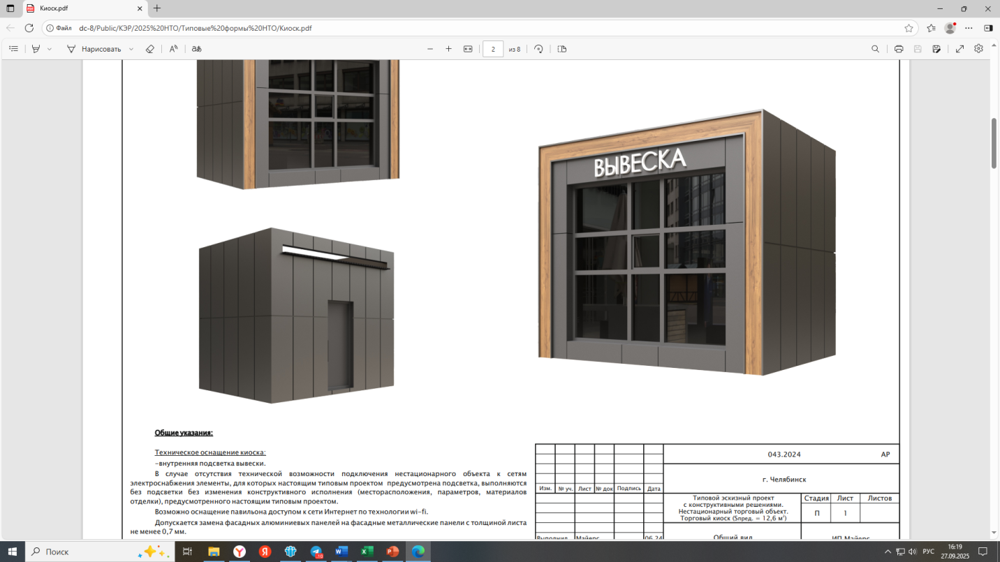 Киоск.pdf
Файл dc-8/Public/КЭР/2025%20НТО/Типовые%20формы%20НТО/Киоск.pdf
Нарисовать
2 из 8
ВЫВЕСКА
Общие указания:
Техническое оснащение киоска:
-внутренняя подсветка вывески.
В случае отсутствия технической возможности подключения нестационарного объекта к сетям
электроснабжения элементы, для которых настоящим типовым проектом предусмотрена подсветка, выполняются
без подсветки без изменения конструктивного исполнения (месторасположения, параметров, материалов
отделки), предусмотренного настоящим типовым проектом.
Возможно оснащение павильона доступом к сети Интернет по технологии wi-fi.
Допускается замена фасадных алюминиевых панелей на фасадные металлические панели с толщиной листа
не менее 0,7 мм.
043.2024 АР
г. Челябинск
Изм. № уч. Лист № док Подпись Дата
Типовой эскизный проект
с конструктивными решениями.
Нестационарный торговый объект.
Торговый киоск (Sпред. = 12,6 м²)
Стадия Лист Листов
П 1
Выполнил Майерс 06.24
Общий вид
ИП Майерс
Поиск
10
РУС
16:19
27.09.2025